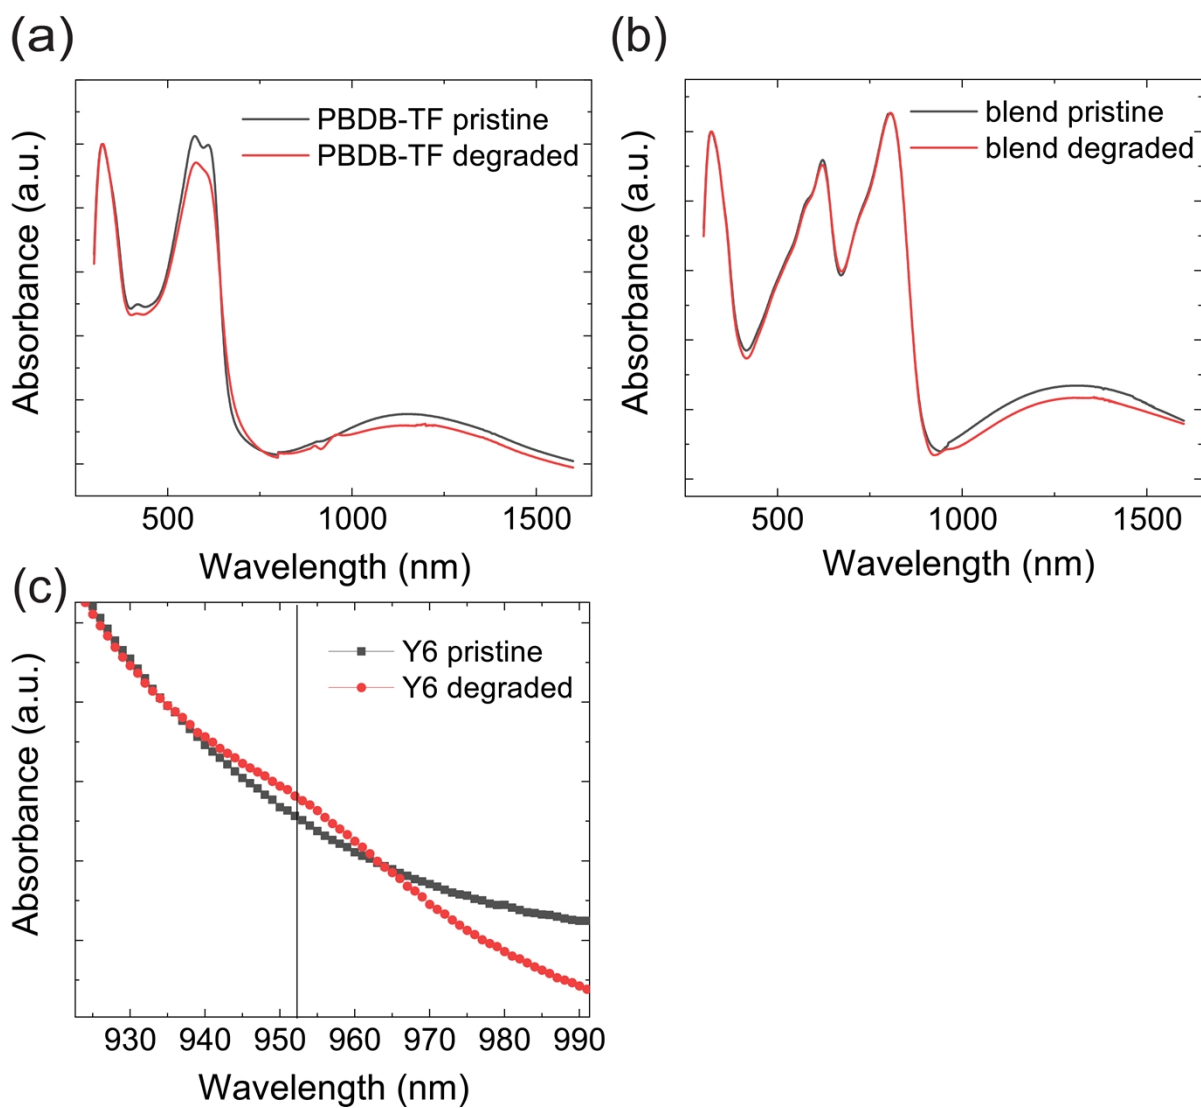 (a)
PBDB-TF pristine
PBDB-TF degraded
Absorbance (a.u.)
500
1000
1500
Wavelength (nm)
(b)
blend pristine
blend degraded
Absorbance (a.u.)
500
1000
1500
Wavelength (nm)
(c)
Y6 pristine
Y6 degraded
Absorbance (a.u.)
930 940 950 960 970 980 990
Wavelength (nm)